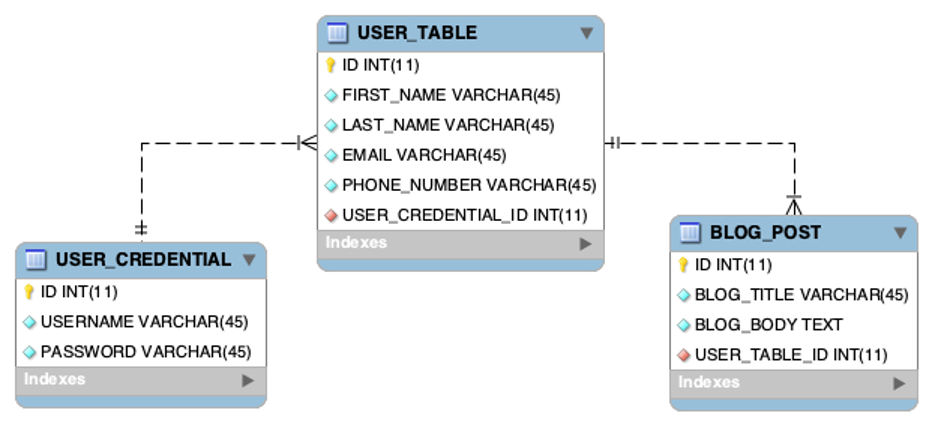 USER_TABLE
ID INT(11)
FIRST_NAME VARCHAR(45)
LAST_NAME VARCHAR(45)
EMAIL VARCHAR(45)
PHONE_NUMBER VARCHAR(45)
USER_CREDENTIAL_ID INT(11)
Indexes
USER_CREDENTIAL
ID INT(11)
USERNAME VARCHAR(45)
PASSWORD VARCHAR(45)
Indexes
BLOG_POST
ID INT(11)
BLOG_TITLE VARCHAR(45)
BLOG_BODY TEXT
USER_TABLE_ID INT(11)
Indexes